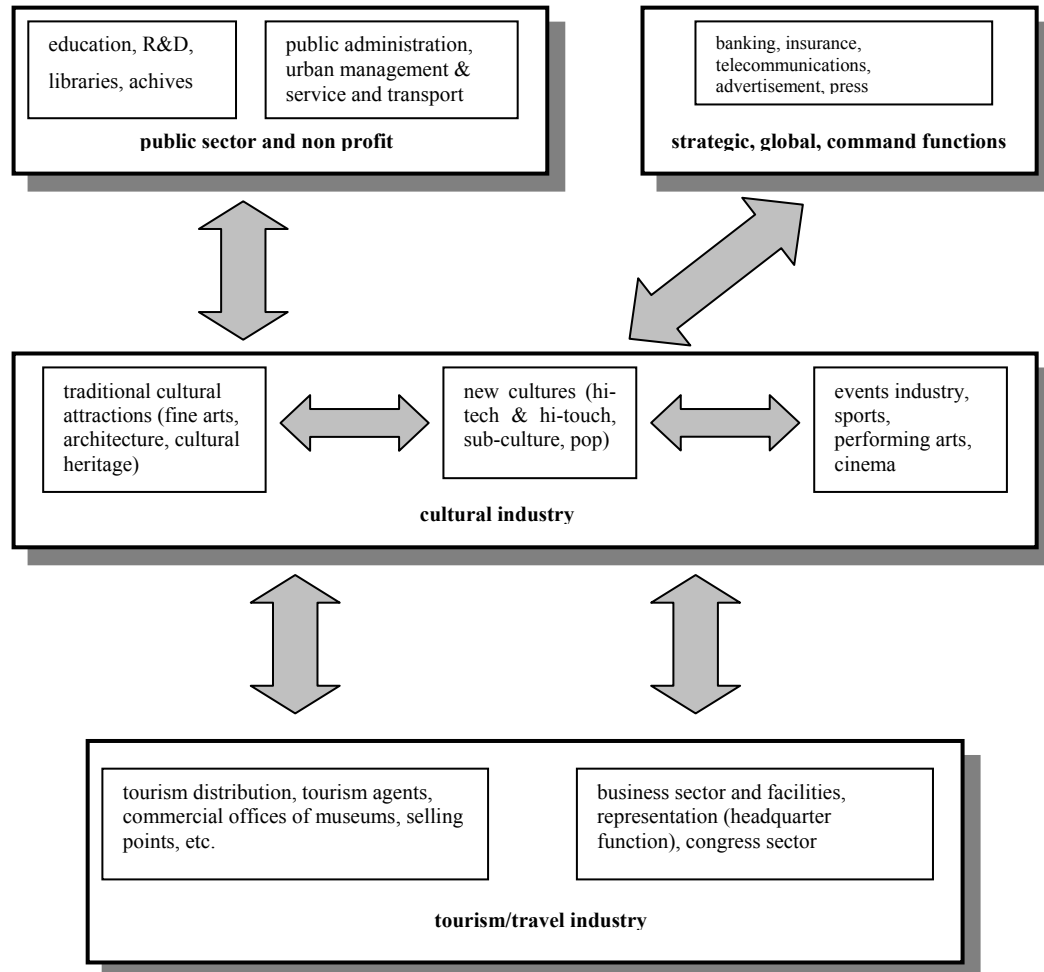 education, R&D,
libraries, achives
public administration,
urban management &
service and transport
public sector and non profit
banking, insurance,
telecommunications,
advertisement, press
strategic, global, command functions
traditional cultural
attractions (fine arts,
architecture, cultural
heritage)
new cultures (hi-
tech & hi-touch,
sub-culture, pop)
events industry,
sports,
performing arts,
cinema
cultural industry
tourism distribution, tourism agents,
commercial offices of museums, selling
points, etc.
business sector and facilities,
representation (headquarter
function), congress sector
tourism/travel industry